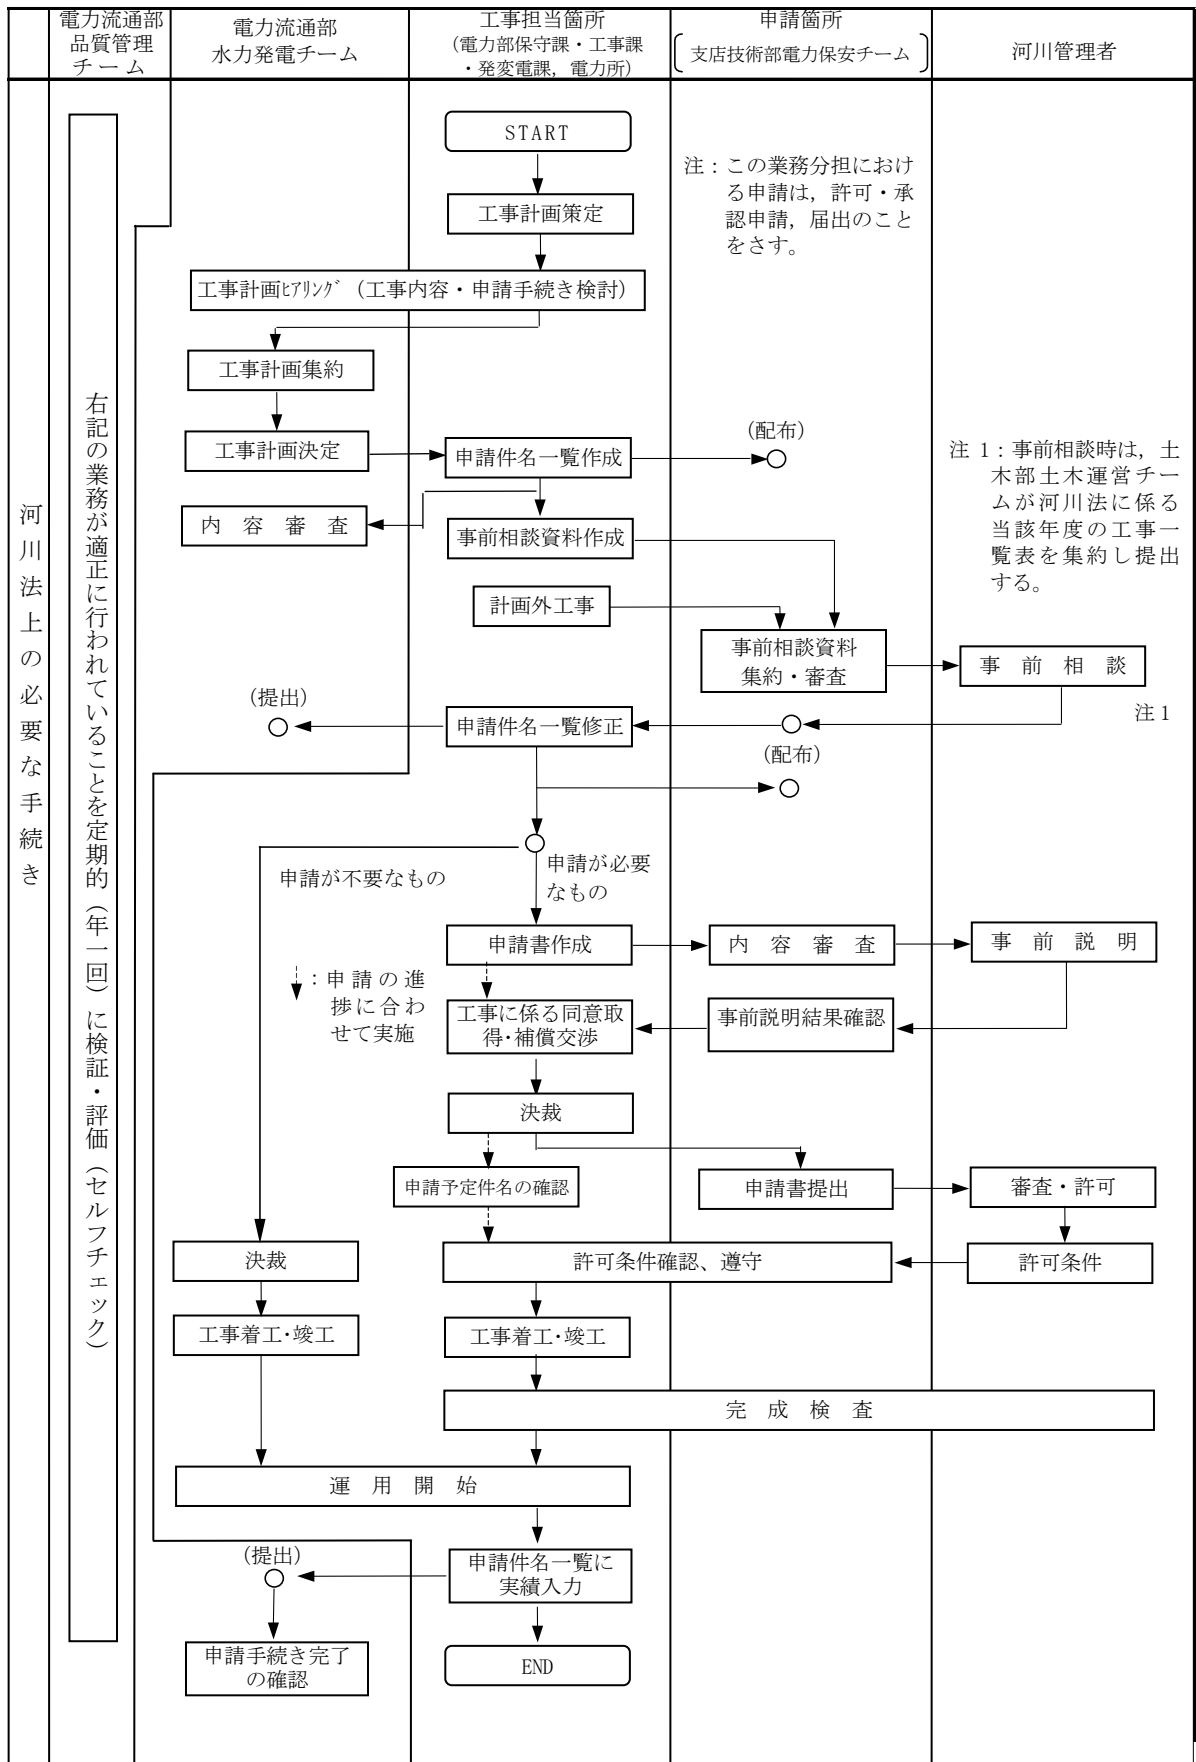 電力流通部
品質管理
チーム
電力流通部
水力発電チーム
工事担当箇所
(電力部保守課・工事課
・発変電課，電力所)
申請箇所
支店技術部電力保安チーム
河川管理者
河川法上の必要な手続き
右記の業務が適正に行われていることを定期的（年一回）に検証・評価（セルフチェック）
START
注：この業務分担におけ
る申請は，許可・承
認申請，届出のこと
をさす。
工事計画策定
工事計画ﾋｱﾘﾝｸﾞ（工事内容・申請手続き検討）
工事計画集約
工事計画決定
申請件名一覧作成
(配布)
注 1：事前相談時は，土
木部土木運営チー
ムが河川法に係る
当該年度の工事一
覧表を集約し提出
する。
内 容 審 査
事前相談資料作成
計画外工事
事前相談資料
集約・審査
事 前 相 談
(提出)
申請件名一覧修正
注1
(配布)
申請が不要なもの
申請が必要
なもの
申請書作成
内 容 審 査
事 前 説 明
：申請の進
捗に合わ
せて実施
工事に係る同意取
得・補償交渉
事前説明結果確認
決裁
申請予定件名の確認
申請書提出
審査・許可
決裁
許可条件確認、遵守
許可条件
工事着工・竣工
工事着工・竣工
完 成 検 査
運 用 開 始
(提出)
申請件名一覧に
実績入力
申請手続き完了
の確認
END